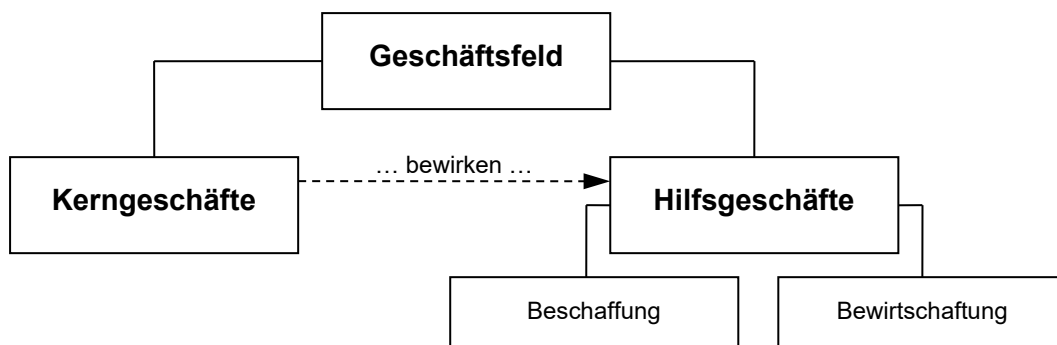 Geschäftsfeld
… bewirken …
Kerngeschäfte
Hilfsgeschäfte
Beschaffung
Bewirtschaftung